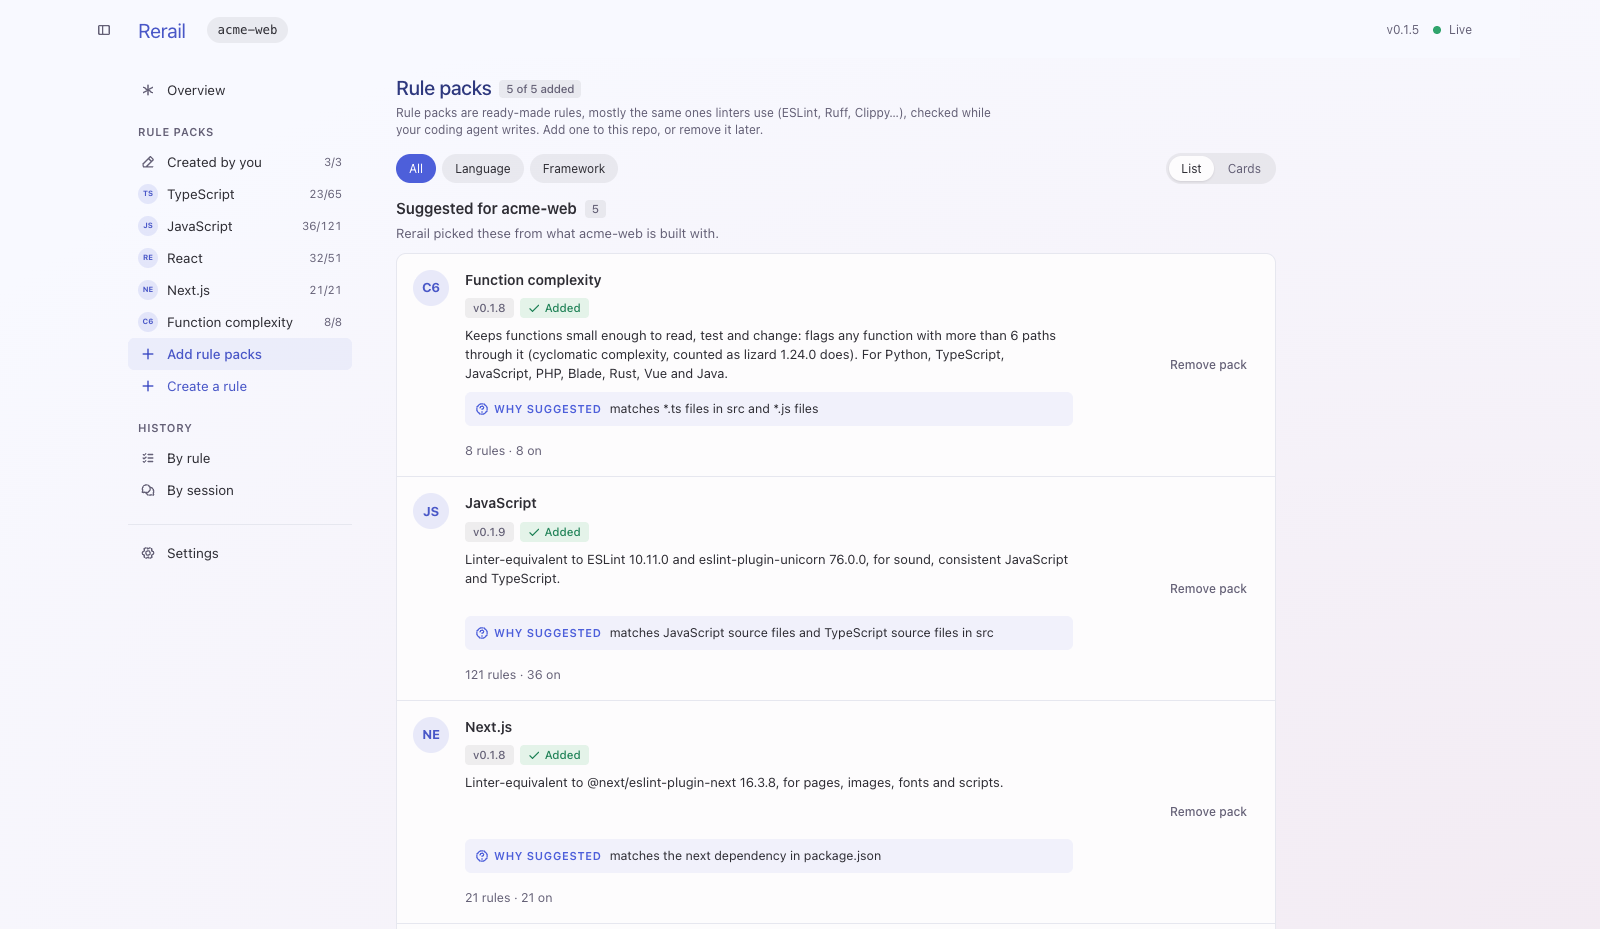 Rerail
acme-web
v0.1.5
Live
Overview
RULE PACKS
Created by you 3/3
TS TypeScript 23/65
JS JavaScript 36/121
RE React 32/51
NE Next.js 21/21
C6 Function complexity 8/8
Add rule packs
Create a rule
HISTORY
By rule
By session
Settings
Rule packs 5 of 5 added
Rule packs are ready-made rules, mostly the same ones linters use (ESLint, Ruff, Clippy...), checked while
your coding agent writes. Add one to this repo, or remove it later.
All Language Framework
List Cards
Suggested for acme-web 5
Rerail picked these from what acme-web is built with.
C6
Function complexity
v0.1.8 Added
Keeps functions small enough to read, test and change: flags any function with more than 6 paths
through it (cyclomatic complexity, counted as lizard 1.24.0 does). For Python, TypeScript,
JavaScript, PHP, Blade, Rust, Vue and Java.
Remove pack
WHY SUGGESTED matches *.ts files in src and *.js files
8 rules · 8 on
JS
JavaScript
v0.1.9 Added
Linter-equivalent to ESLint 10.11.0 and eslint-plugin-unicorn 76.0.0, for sound, consistent JavaScript
and TypeScript.
Remove pack
WHY SUGGESTED matches JavaScript source files and TypeScript source files in src
121 rules · 36 on
NE
Next.js
v0.1.8 Added
Linter-equivalent to @next/eslint-plugin-next 16.3.8, for pages, images, fonts and scripts.
Remove pack
WHY SUGGESTED matches the next dependency in package.json
21 rules · 21 on